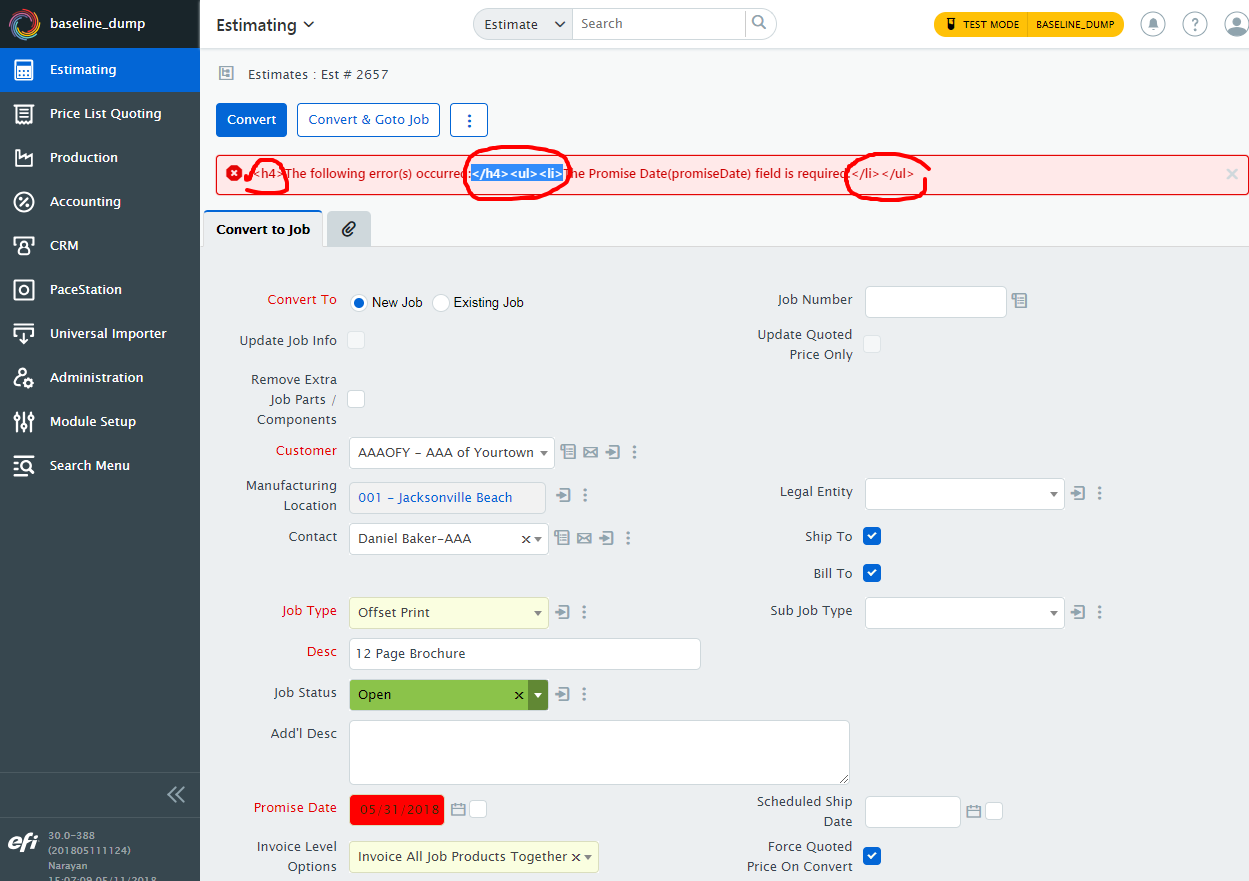 baseline_dump
Estimating
Estimate
Search
TEST MODE
BASELINE_DUMP
?
Estimating
Price List Quoting
Production
Accounting
CRM
PaceStation
Universal Importer
Administration
Module Setup
Search Menu
Estimates : Est # 2657
Convert
Convert & Goto Job
<h4>The following error(s) occurred:</h4><ul><li>The Promise Date(promiseDate) field is required.</li></ul>
Convert to Job
Convert To
New Job
Existing Job
Job Number
Update Job Info
Update Quoted
Price Only
Remove Extra
Job Parts /
Components
Customer
AAAOFY - AAA of Yourtown
Manufacturing
Location
001 - Jacksonville Beach
Legal Entity
Contact
Daniel Baker-AAA
Ship To
Bill To
Job Type
Offset Print
Sub Job Type
Desc
12 Page Brochure
Job Status
Open
Add'l Desc
Promise Date
05/31/2018
Scheduled Ship
Date
Invoice Level
Options
Invoice All Job Products Together
Force Quoted
Price On Convert
efi
30.0-388
(201805111124)
Narayan
15:07:09 05/11/2018